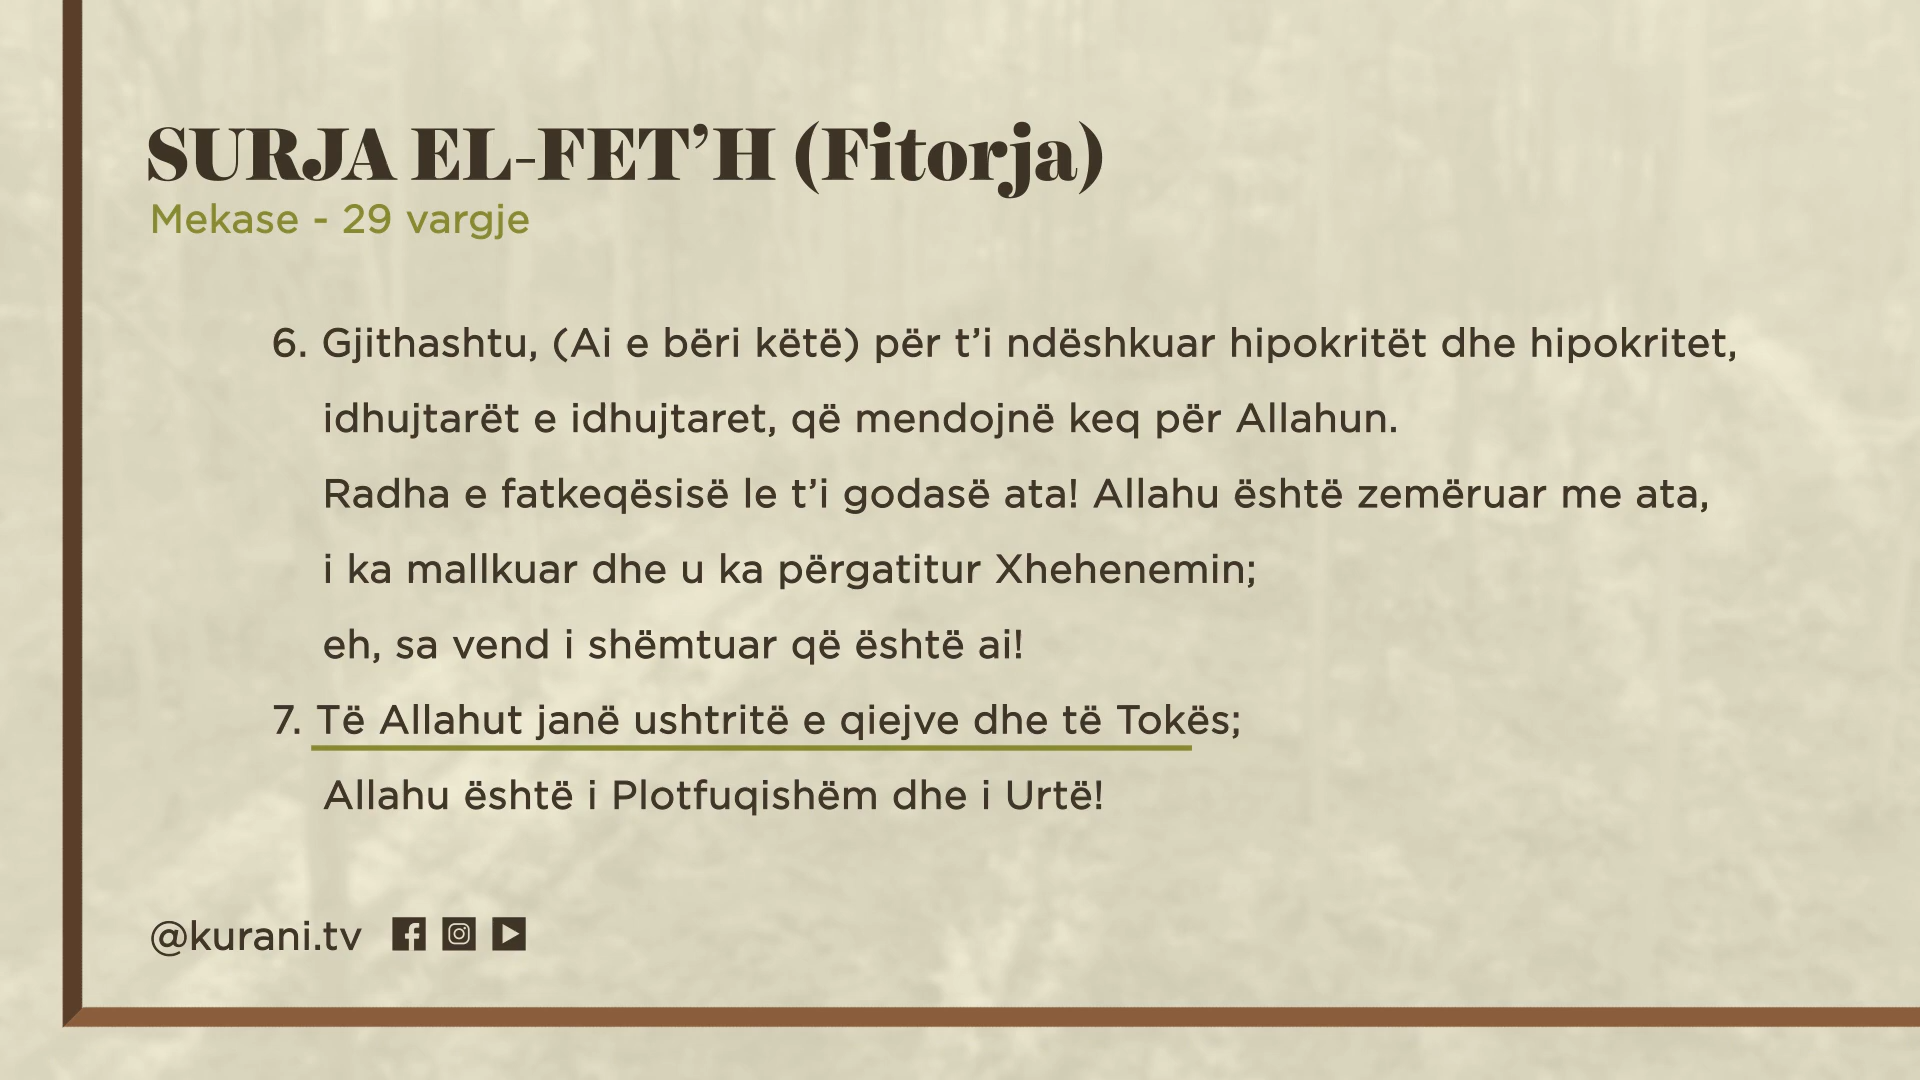 SURJA EL-FET’H (Fitorja)
Mekase - 29 vargje
6. Gjithashtu, (Ai e bëri këtë) për t’i ndëshkuar hipokritët dhe hipokritet,
idhujtarët e idhujtaret, që mendojnë keq për Allahun.
Radha e fatkeqësisë le t’i godasë ata! Allahu është zemëruar me ata,
i ka mallkuar dhe u ka përgatitur Xhehenemin;
eh, sa vend i shëmtuar që është ai!
7. Të Allahut janë ushtritë e qiejve dhe të Tokës;
Allahu është i Plotfuqishëm dhe i Urtë!
@kurani.tv